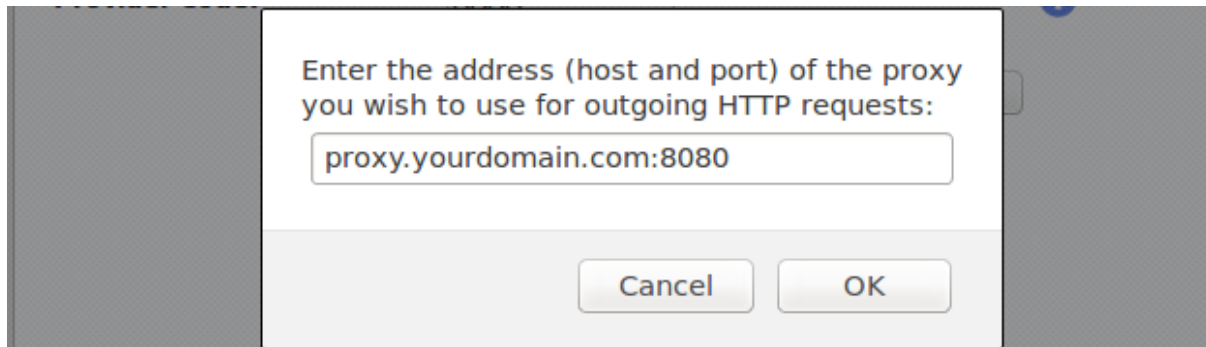 Enter the address (host and port) of the proxy
you wish to use for outgoing HTTP requests:
proxy.yourdomain.com:8080
Cancel OK